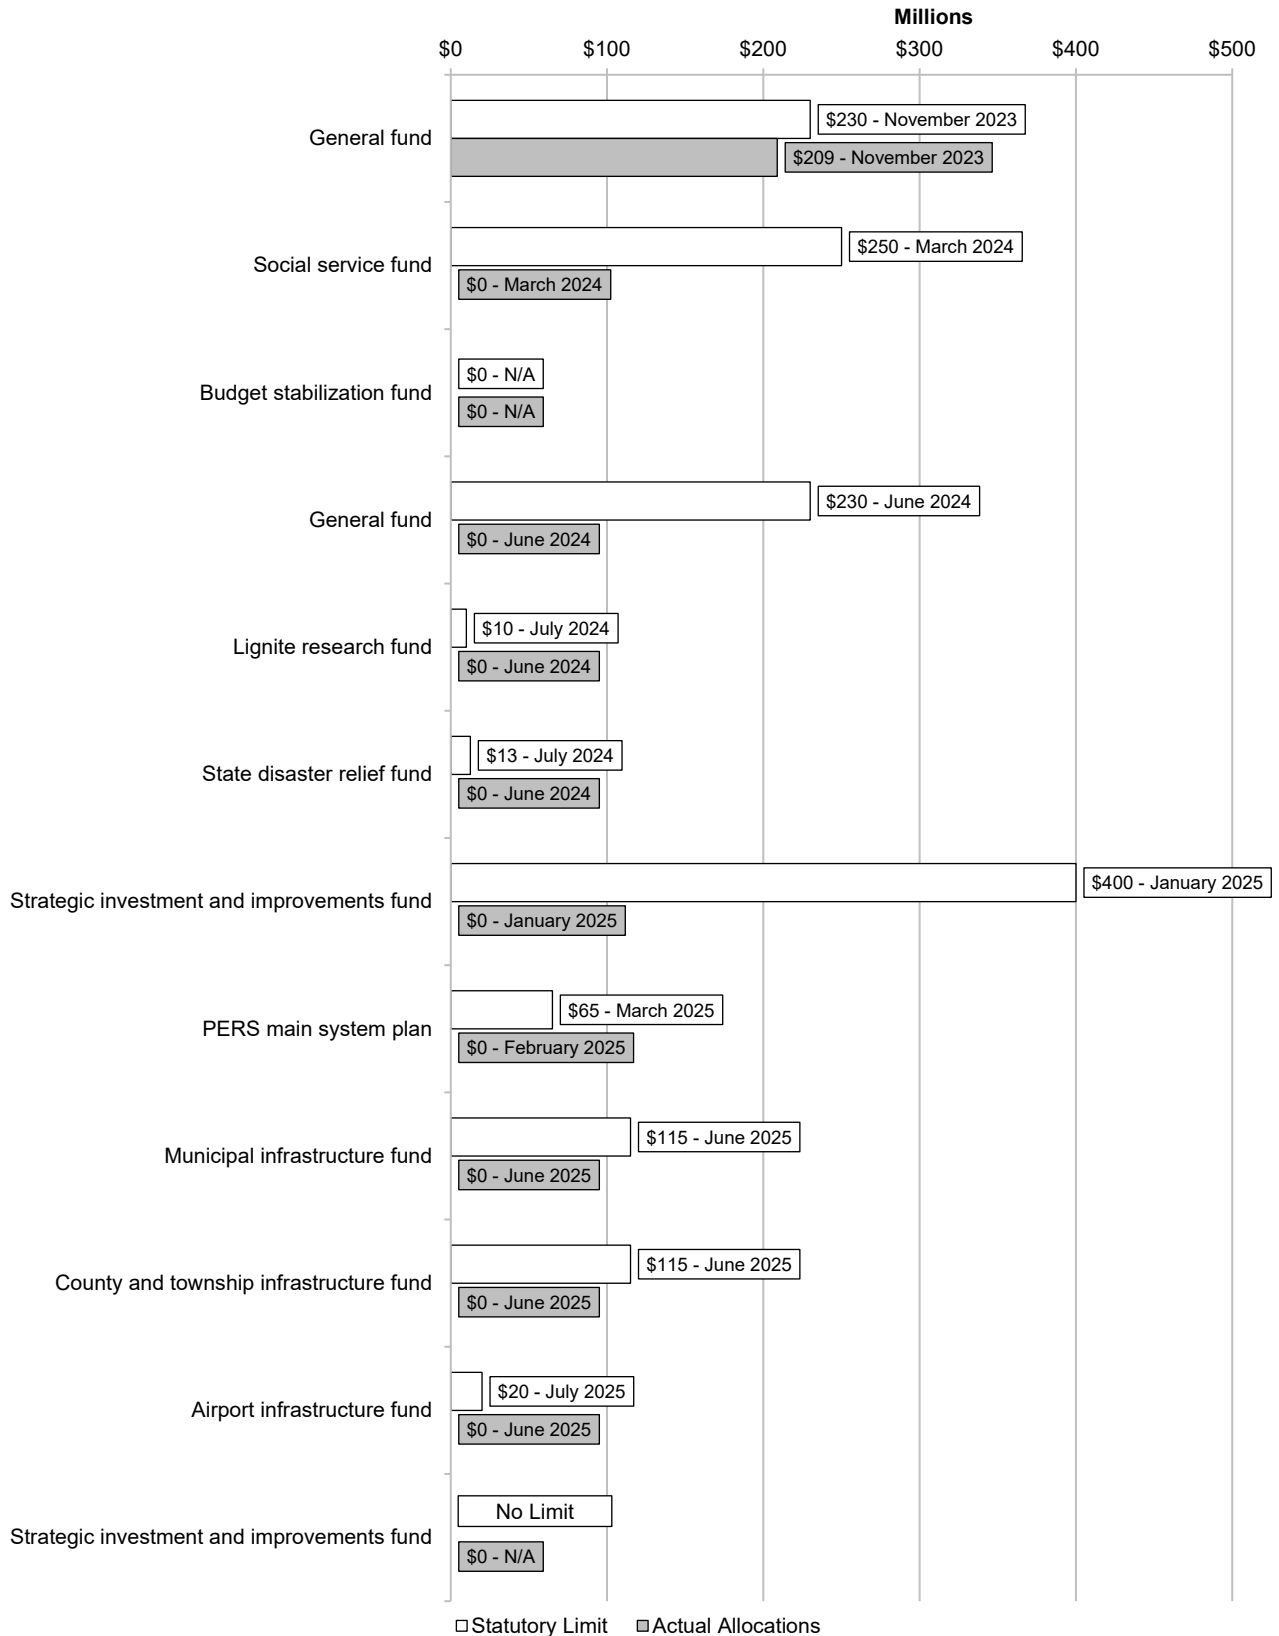 Millions
$0 $100 $200 $300 $400 $500
General fund
$230 - November 2023
$209 - November 2023
Social service fund
$250 - March 2024
$0 - March 2024
Budget stabilization fund
$0 - N/A
$0 - N/A
General fund
$230 - June 2024
$0 - June 2024
Lignite research fund
$10 - July 2024
$0 - June 2024
State disaster relief fund
$13 - July 2024
$0 - June 2024
Strategic investment and improvements fund
$400 - January 2025
$0 - January 2025
PERS main system plan
$65 - March 2025
$0 - February 2025
Municipal infrastructure fund
$115 - June 2025
$0 - June 2025
County and township infrastructure fund
$115 - June 2025
$0 - June 2025
Airport infrastructure fund
$20 - July 2025
$0 - June 2025
Strategic investment and improvements fund
No Limit
$0 - N/A
Statutory Limit Actual Allocations